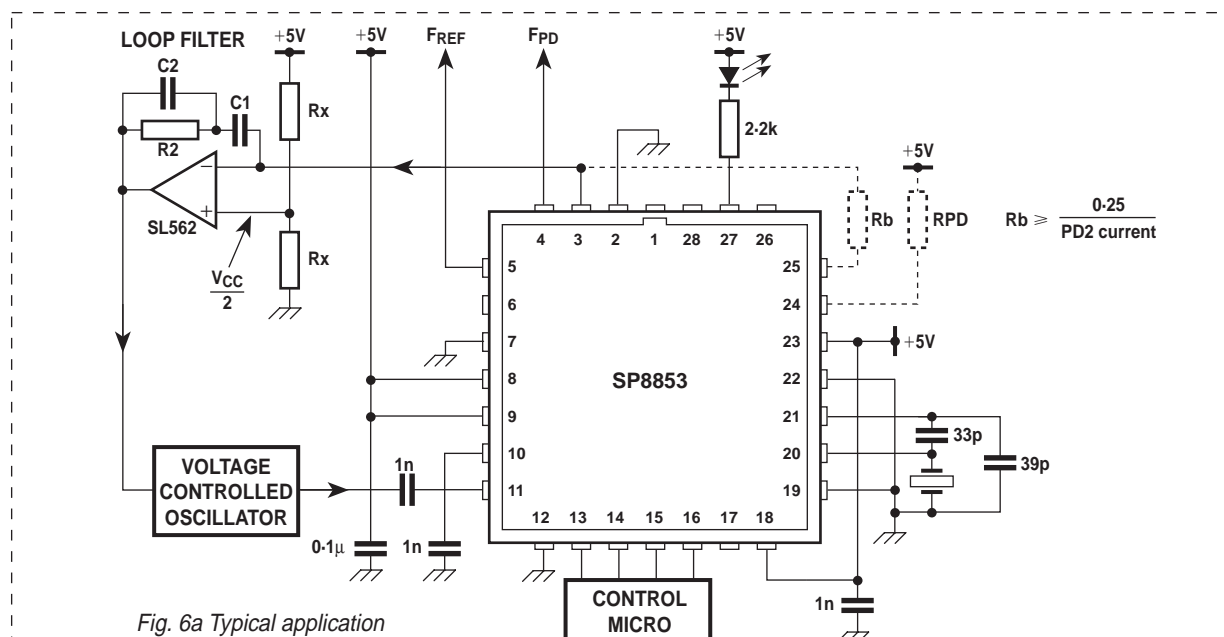 LOOP FILTER
+5V
+5V
FREF
FPD
+5V
C2
C1
Rx
R2
2·2k
+5V
−
+
SL562
Rx
VCC
2
Rb
RPD
Rb ⩾ 0·25
PD2 current
4 3 2 1 28 27 26
5
6
7
8
9
10
11
25
24
23
22
21
20
19
+5V
SP8853
12 13 14 15 16 17 18
33p
39p
VOLTAGE
CONTROLLED
OSCILLATOR
1n
0·1µ
1n
CONTROL
MICRO
1n
Fig. 6a Typical application